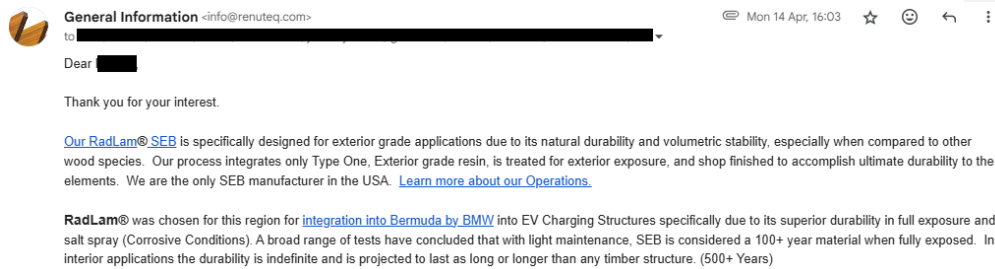 General Information <info@renuteq.com> Mon 14 Apr, 16:03
to
Dear
Thank you for your interest.
Our RadLam® SEB is specifically designed for exterior grade applications due to its natural durability and volumetric stability, especially when compared to other
wood species.  Our process integrates only Type One, Exterior grade resin, is treated for exterior exposure, and shop finished to accomplish ultimate durability to the
elements.  We are the only SEB manufacturer in the USA.  Learn more about our Operations.
RadLam® was chosen for this region for integration into Bermuda by BMW into EV Charging Structures specifically due to its superior durability in full exposure and
salt spray (Corrosive Conditions). A broad range of tests have concluded that with light maintenance, SEB is considered a 100+ year material when fully exposed.  In
interior applications the durability is indefinite and is projected to last as long or longer than any timber structure. (500+ Years)